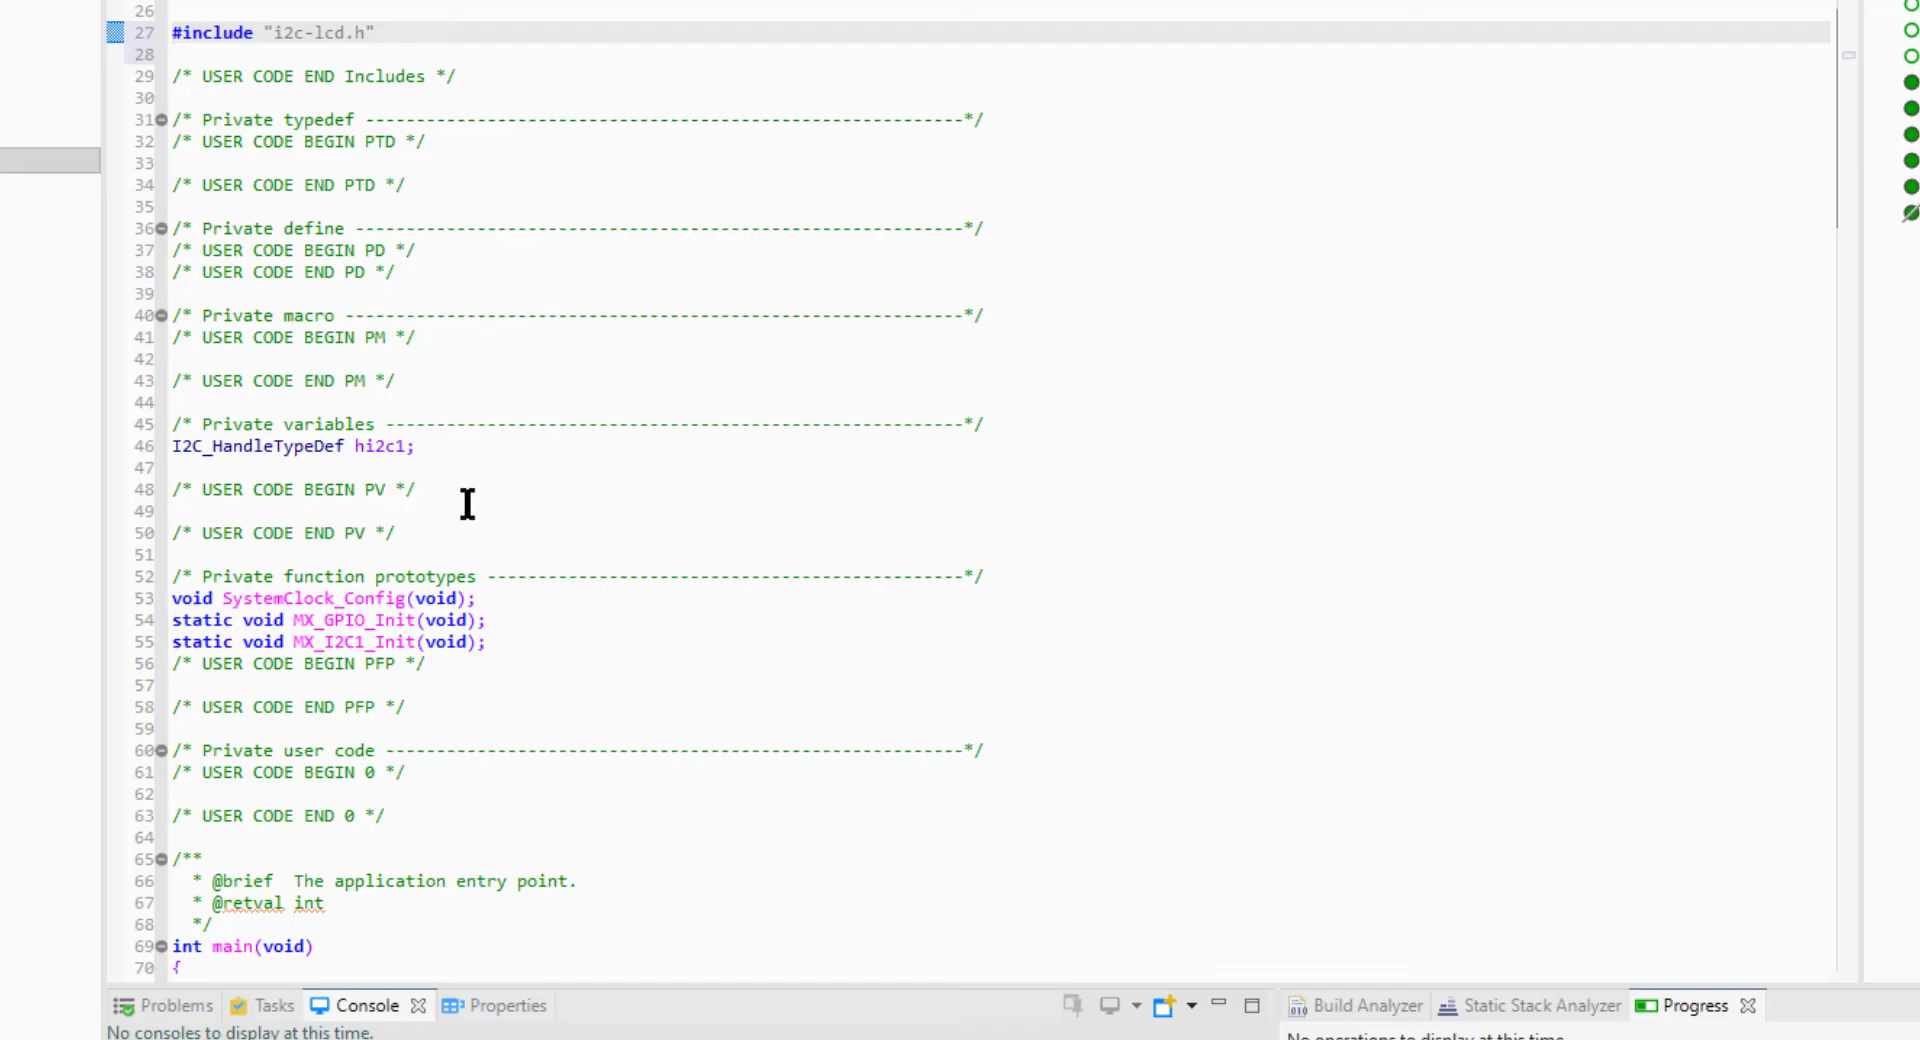 26
27 #include "i2c-lcd.h"
28
29 /* USER CODE END Includes */
30
31 /* Private typedef -----------------------------------------------------------*/
32 /* USER CODE BEGIN PTD */
33
34 /* USER CODE END PTD */
35
36 /* Private define ------------------------------------------------------------*/
37 /* USER CODE BEGIN PD */
38 /* USER CODE END PD */
39
40 /* Private macro -------------------------------------------------------------*/
41 /* USER CODE BEGIN PM */
42
43 /* USER CODE END PM */
44
45 /* Private variables ---------------------------------------------------------*/
46 I2C_HandleTypeDef hi2c1;
47
48 /* USER CODE BEGIN PV */
49
50 /* USER CODE END PV */
51
52 /* Private function prototypes -----------------------------------------------*/
53 void SystemClock_Config(void);
54 static void MX_GPIO_Init(void);
55 static void MX_I2C1_Init(void);
56 /* USER CODE BEGIN PFP */
57
58 /* USER CODE END PFP */
59
60 /* Private user code ---------------------------------------------------------*/
61 /* USER CODE BEGIN 0 */
62
63 /* USER CODE END 0 */
64
65 /**
66 * @brief The application entry point.
67 * @retval int
68 */
69 int main(void)
70 {
Problems Tasks Console Properties Build Analyzer Static Stack Analyzer Progress
No consoles to display at this time.
No operations to display at this time.